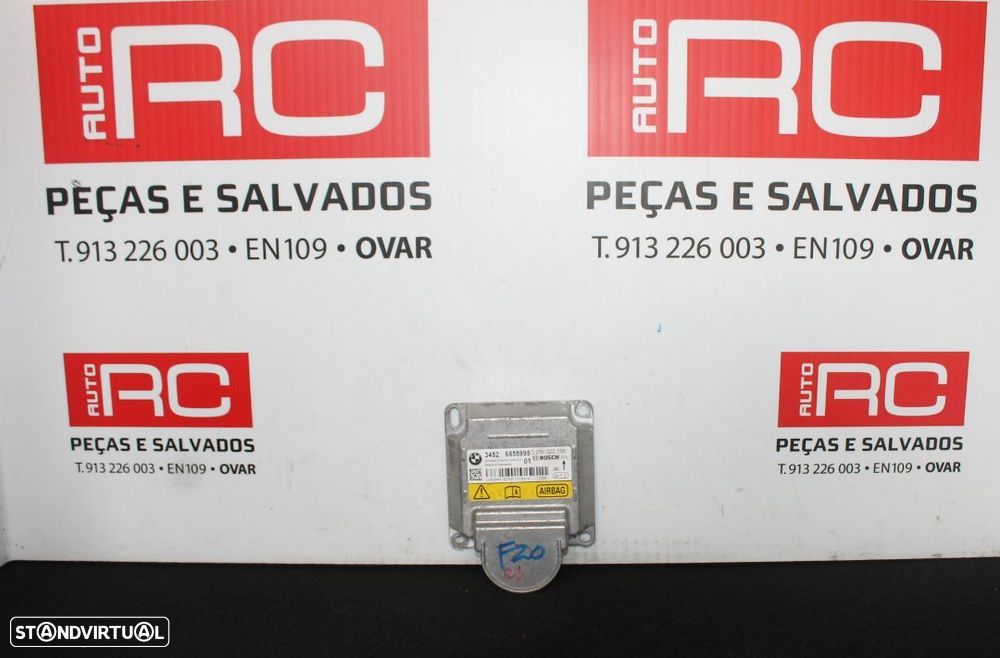 AUTO RC
PEÇAS E SALVADOS
T. 913 226 003 • EN109 • OVAR
AUTO RC
PEÇAS E SALVADOS
T. 913 226 003 • EN109 • OVAR
AUTO RC
PEÇAS E SALVADOS
T. 913 226 003 • EN109 • OVAR
AUTO RC
PEÇAS E SALVADOS
T. 913 226 003 • EN109 • OVAR
3452 6855995
01 BOSCH
AIRBAG
F20
STANDVIRTUAL